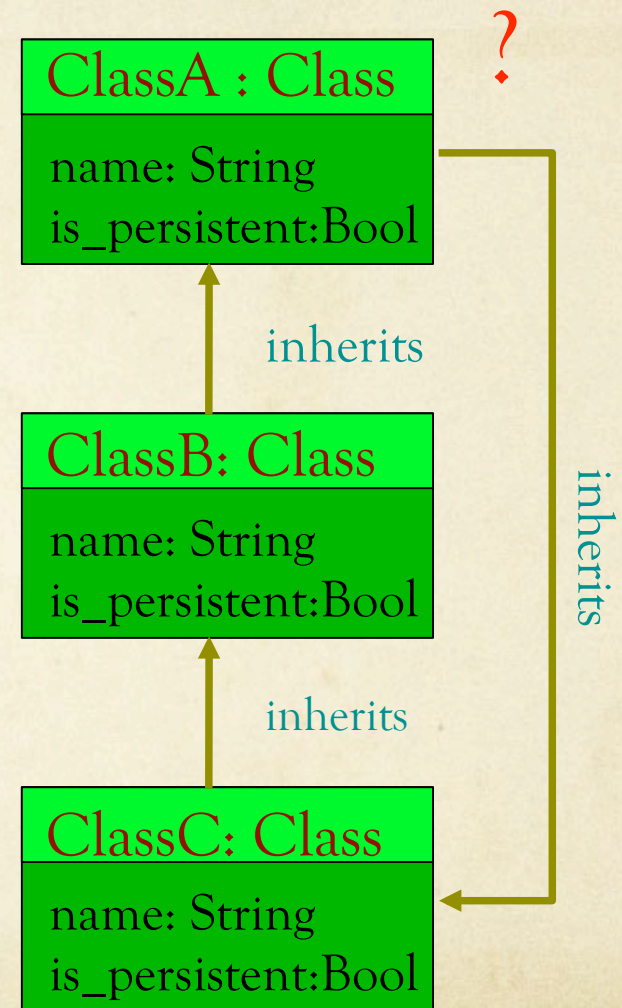 ?
ClassA : Class
name: String
is_persistent:Bool
inherits
ClassB: Class
name: String
is_persistent:Bool
inherits
inherits
ClassC: Class
name: String
is_persistent:Bool